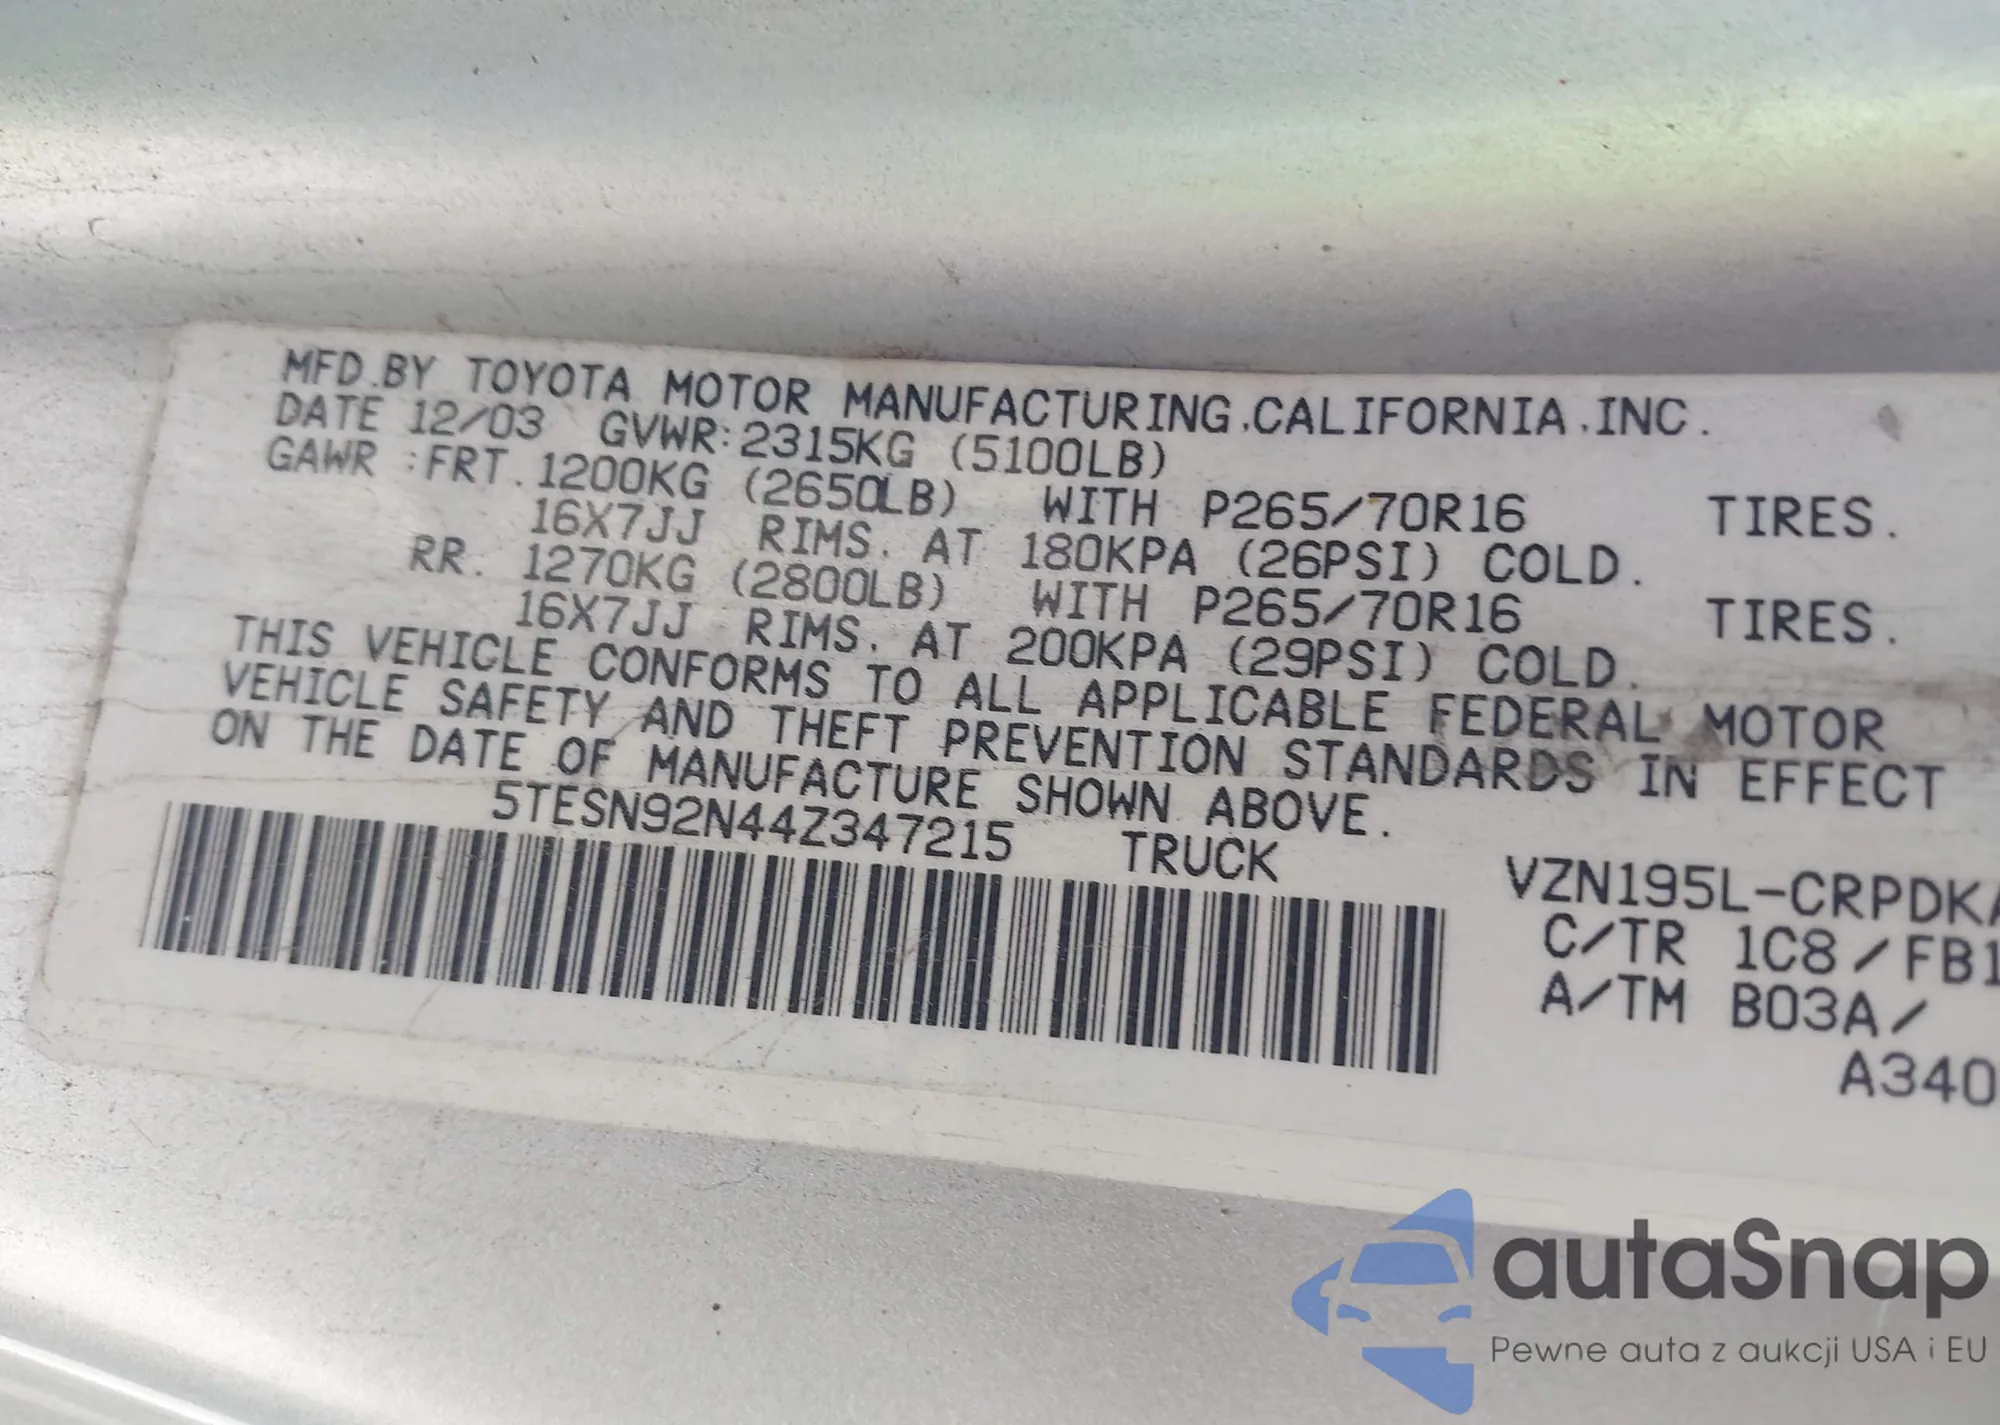 MFD.BY TOYOTA MOTOR MANUFACTURING.CALIFORNIA.INC.
DATE 12/03 GVWR:2315KG (5100LB)
GAWR :FRT.1200KG (2650LB) WITH P265/70R16 TIRES.
16X7JJ RIMS. AT 180KPA (26PSI) COLD.
RR. 1270KG (2800LB) WITH P265/70R16 TIRES.
16X7JJ RIMS. AT 200KPA (29PSI) COLD.
THIS VEHICLE CONFORMS TO ALL APPLICABLE FEDERAL MOTOR
VEHICLE SAFETY AND THEFT PREVENTION STANDARDS IN EFFECT
ON THE DATE OF MANUFACTURE SHOWN ABOVE.
5TESN92N44Z347215 TRUCK
VZN195L-CRPDKA
C/TR 1C8/FB1
A/TM B03A/
A340
autaSnap
Pewne auta z aukcji USA i EU